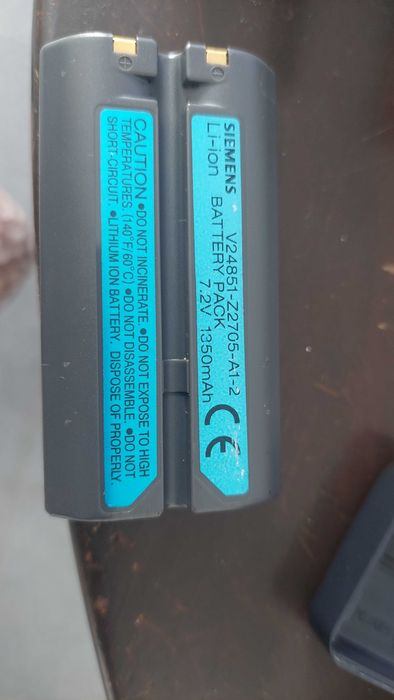 SIEMENS
V24851-Z2705-A1-2
Li-ion BATTERY PACK
7.2V 1350mAh
CE
CAUTION •DO NOT INCINERATE. •DO NOT EXPOSE TO HIGH
TEMPERATURES. (140°F/60°C) •DO NOT DISASSEMBLE. •DO NOT
SHORT-CIRCUIT. •LITHIUM ION BATTERY. DISPOSE OF PROPERLY.